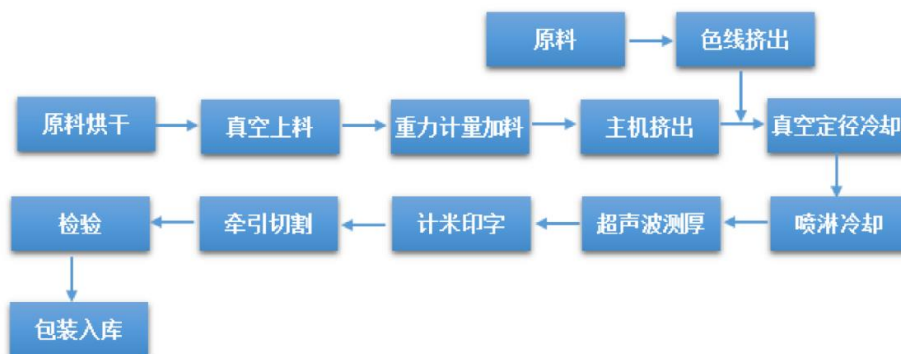 原料
色线挤出
原料烘干
真空上料
重力计量加料
主机挤出
真空定径冷却
喷淋冷却
超声波测厚
计米印字
牵引切割
检验
包装入库